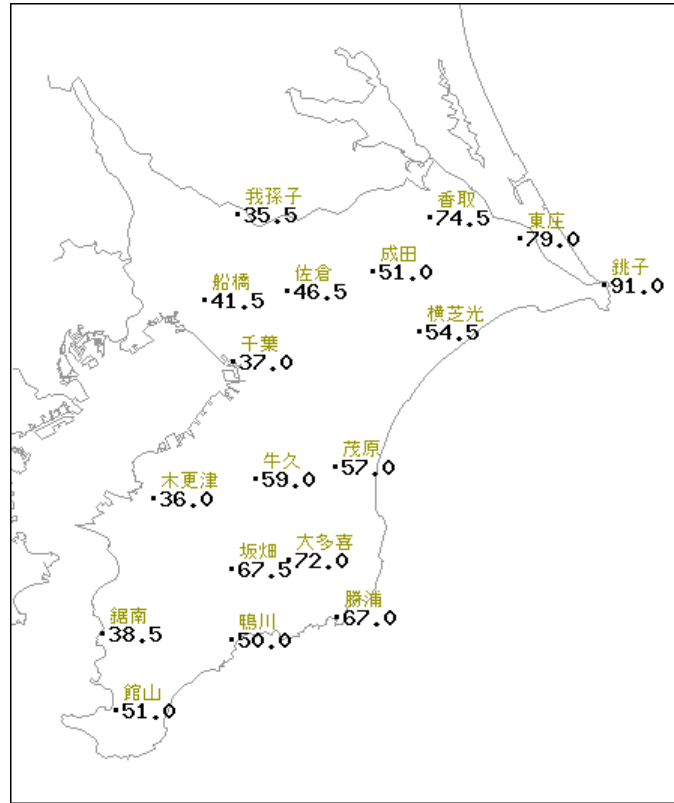 我孫子
35.5
香取
74.5
東庄
79.0
成田
51.0
銚子
91.0
船橋
41.5
佐倉
46.5
横芝光
54.5
千葉
37.0
茂原
57.0
牛久
59.0
木更津
36.0
大多喜
72.0
坂畑
67.5
勝浦
67.0
鋸南
38.5
鴨川
50.0
館山
51.0